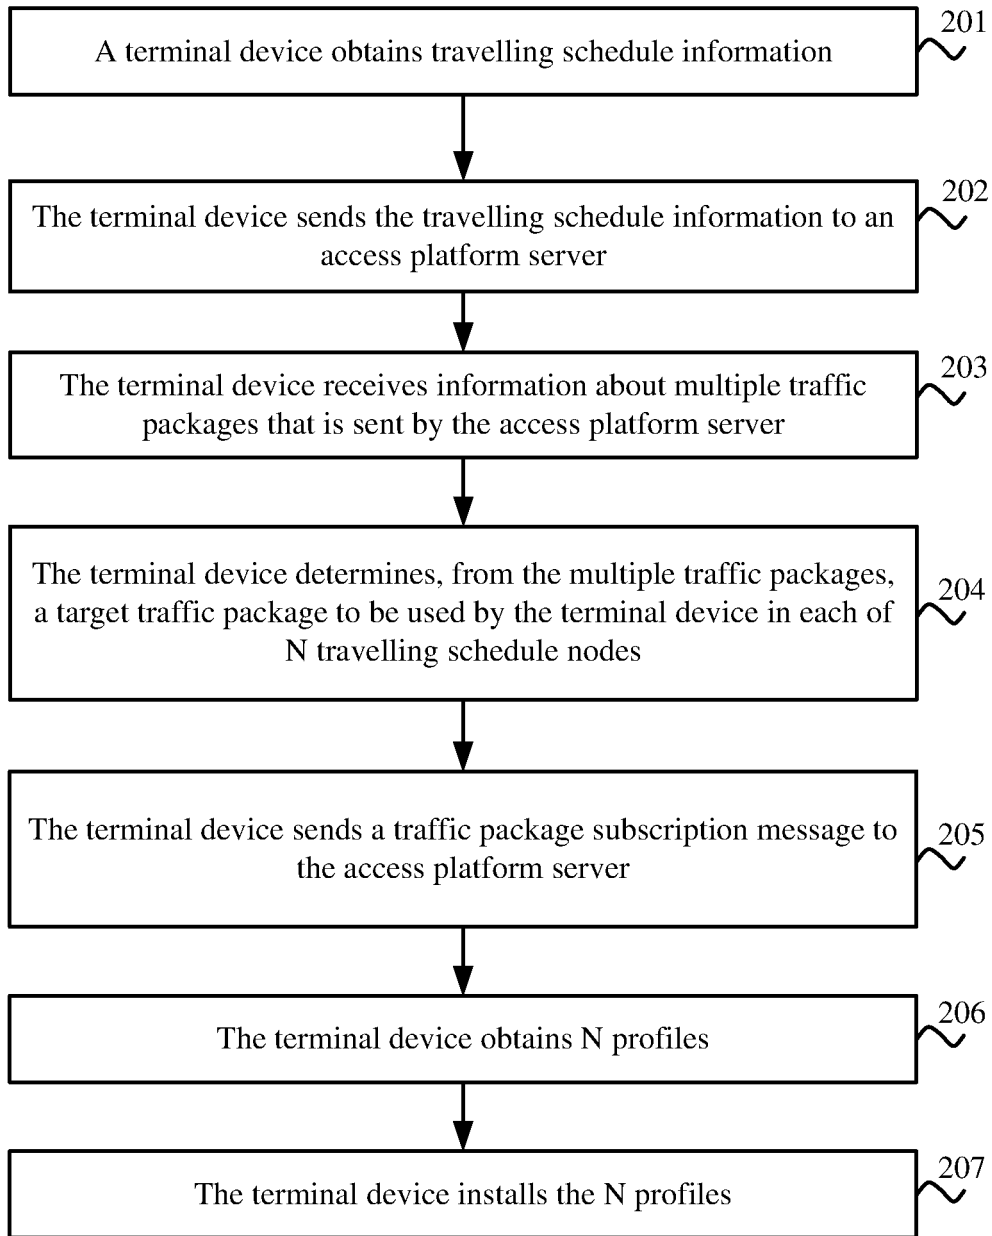 201
A terminal device obtains travelling schedule information
202
The terminal device sends the travelling schedule information to an
access platform server
203
The terminal device receives information about multiple traffic
packages that is sent by the access platform server
The terminal device determines, from the multiple traffic packages,
a target traffic package to be used by the terminal device in each of
N travelling schedule nodes
204
The terminal device sends a traffic package subscription message to
the access platform server
205
206
The terminal device obtains N profiles
207
The terminal device installs the N profiles